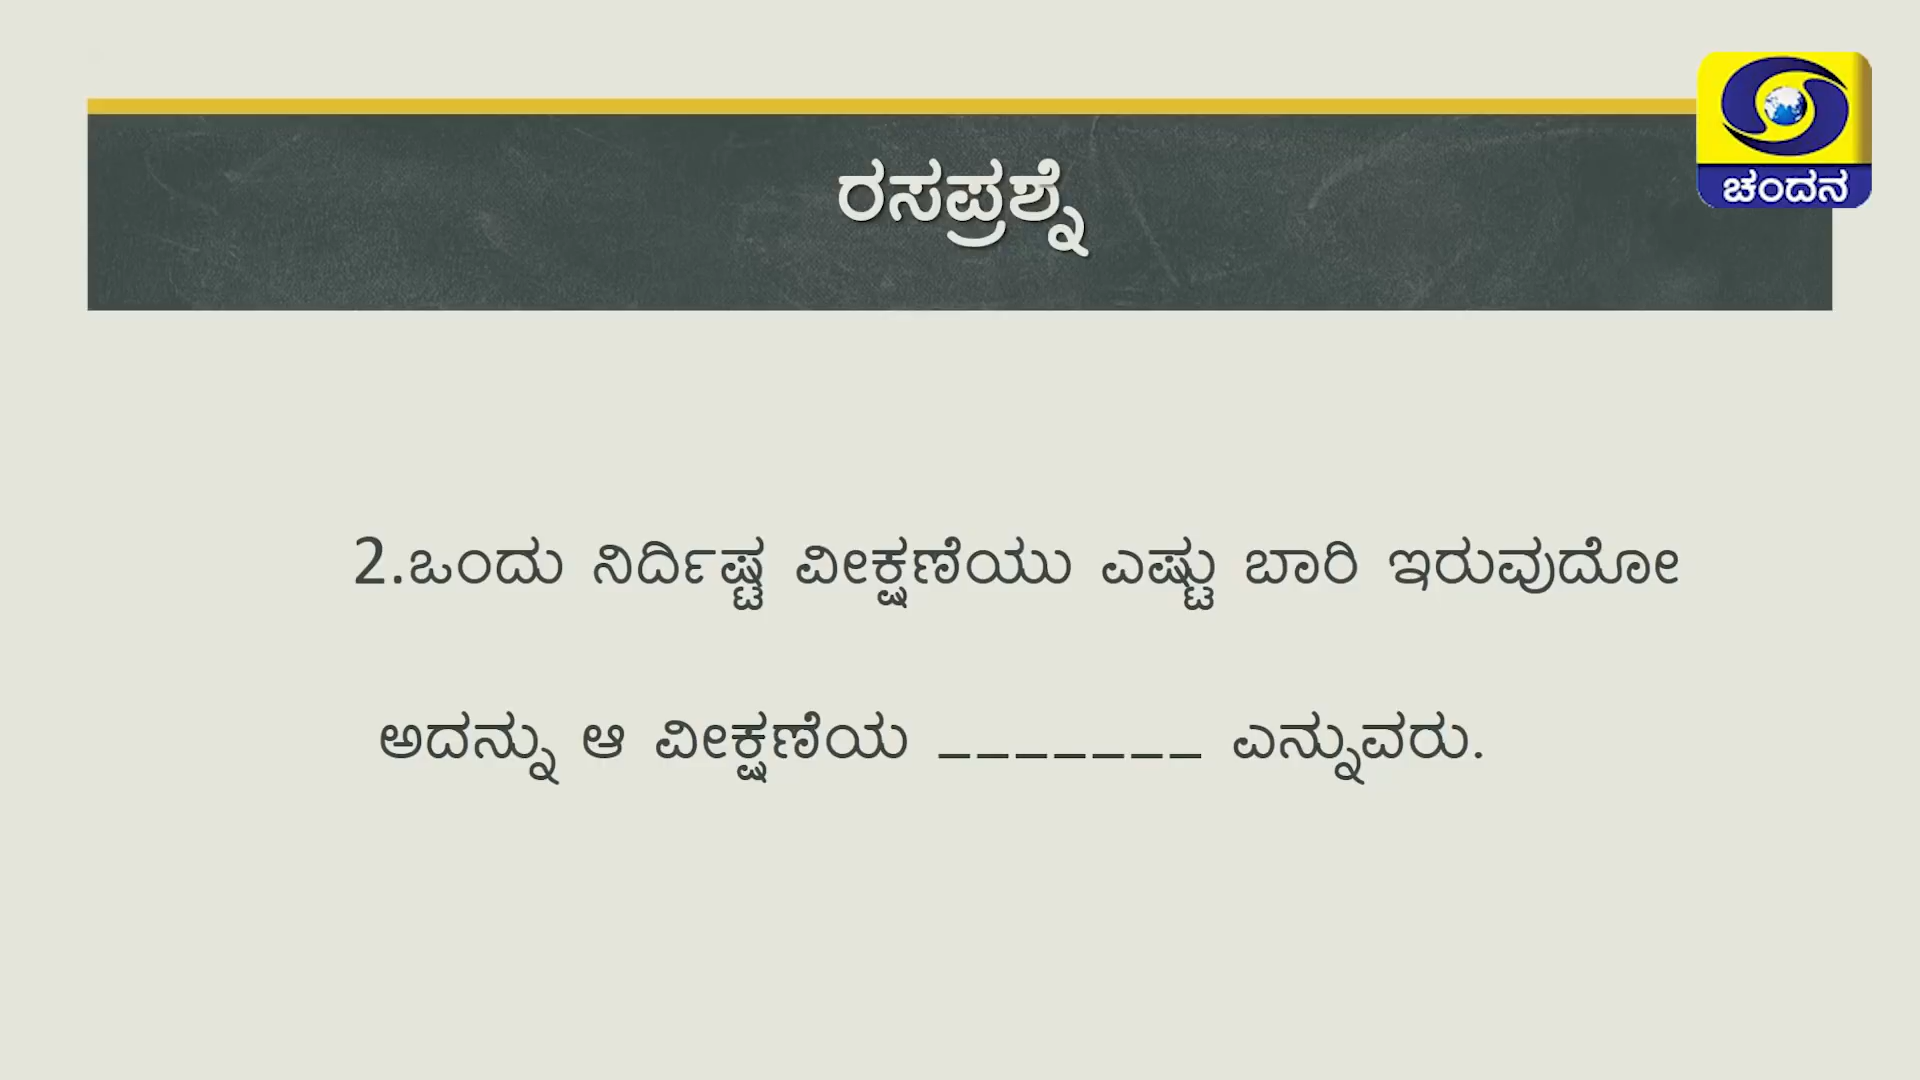 ಚಂದನ
ರಸಪ್ರಶ್ನೆ
2.ಒಂದು ನಿರ್ದಿಷ್ಟ ವೀಕ್ಷಣೆಯು ಎಷ್ಟು ಬಾರಿ ಇರುವುದೋ
ಅದನ್ನು ಆ ವೀಕ್ಷಣೆಯ _______ ಎನ್ನುವರು.